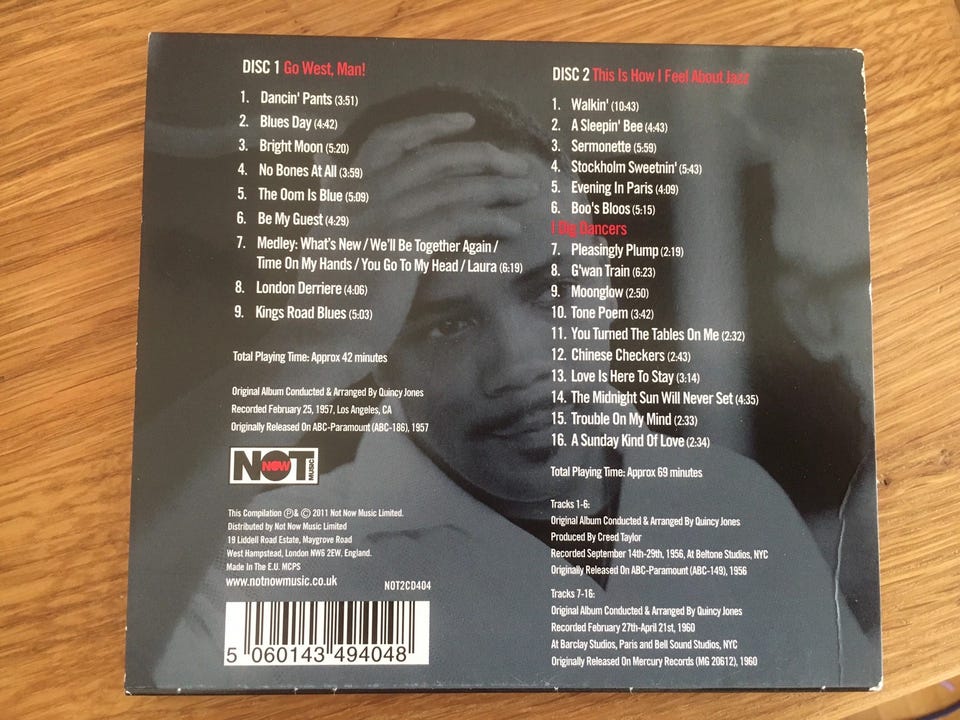 DISC 1 Go West, Man!
1. Dancin' Pants (3:51)
2. Blues Day (4:42)
3. Bright Moon (5:20)
4. No Bones At All (3:59)
5. The Oom Is Blue (5:09)
6. Be My Guest (4:29)
7. Medley: What's New / We'll Be Together Again /
Time On My Hands / You Go To My Head / Laura (6:19)
8. London Derriere (4:06)
9. Kings Road Blues (5:03)
Total Playing Time: Approx 42 minutes
Original Album Conducted & Arranged By Quincy Jones
Recorded February 25, 1957, Los Angeles, CA
Originally Released On ABC-Paramount (ABC-186), 1957
NOT NOW MUSIC
This Compilation ℗ & © 2011 Not Now Music Limited.
Distributed by Not Now Music Limited
19 Liddell Road Estate, Maygrove Road
West Hampstead, London NW6 2EW, England.
Made In The E.U. MCPS
www.notnowmusic.co.uk
NOT2CD404
5 060143 494048
DISC 2 This Is How I Feel About Jazz
1. Walkin' (10:43)
2. A Sleepin' Bee (4:43)
3. Sermonette (5:59)
4. Stockholm Sweetnin' (5:43)
5. Evening In Paris (4:09)
6. Boo's Bloos (5:15)
I Dig Dancers
7. Pleasingly Plump (2:19)
8. G'wan Train (6:23)
9. Moonglow (2:50)
10. Tone Poem (3:42)
11. You Turned The Tables On Me (2:32)
12. Chinese Checkers (2:43)
13. Love Is Here To Stay (3:14)
14. The Midnight Sun Will Never Set (4:35)
15. Trouble On My Mind (2:33)
16. A Sunday Kind Of Love (2:34)
Total Playing Time: Approx 69 minutes
Tracks 1-6:
Original Album Conducted & Arranged By Quincy Jones
Produced By Creed Taylor
Recorded September 14th-29th, 1956, At Beltone Studios, NYC
Originally Released On ABC-Paramount (ABC-149), 1956
Tracks 7-16:
Original Album Conducted & Arranged By Quincy Jones
Recorded February 27th-April 21st, 1960
At Barclay Studios, Paris and Bell Sound Studios, NYC
Originally Released On Mercury Records (MG 20612), 1960